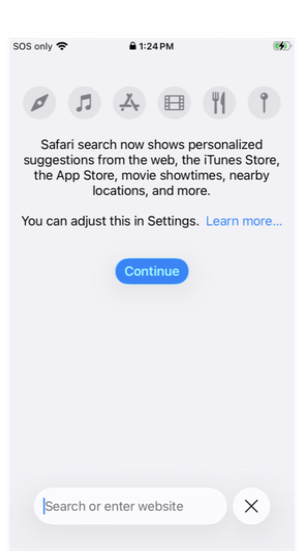 SOS only 1:24 PM
Safari search now shows personalized
suggestions from the web, the iTunes Store,
the App Store, movie showtimes, nearby
locations, and more.
You can adjust this in Settings. Learn more...
Continue
Search or enter website